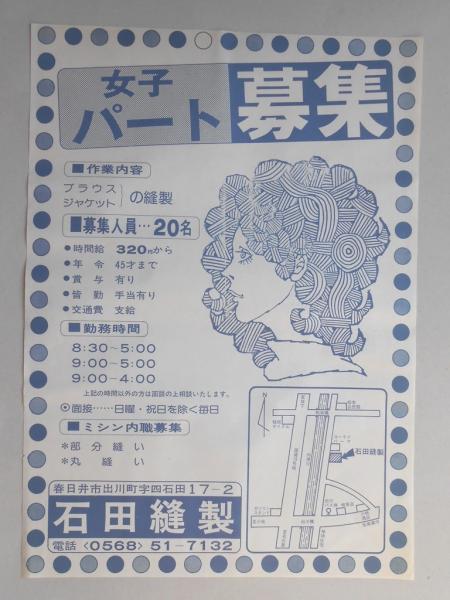 女子
パート募集
■作業内容
ブラウス
ジャケット の縫製
■募集人員…20名
●時間給 320円から
●年令 45才まで
●賞与 有り
●皆勤 手当有り
●交通費 支給
■勤務時間
8:30～5:00
9:00～5:00
9:00～4:00
上記の時間以外の方は面談の上相談いたします。
◎面接……日曜・祝日を除く毎日
■ミシン内職募集
*部分縫い
*丸縫い
石田縫製
春日井市出川町字四石田17－2
石田縫製
電話〈0568〉51－7132